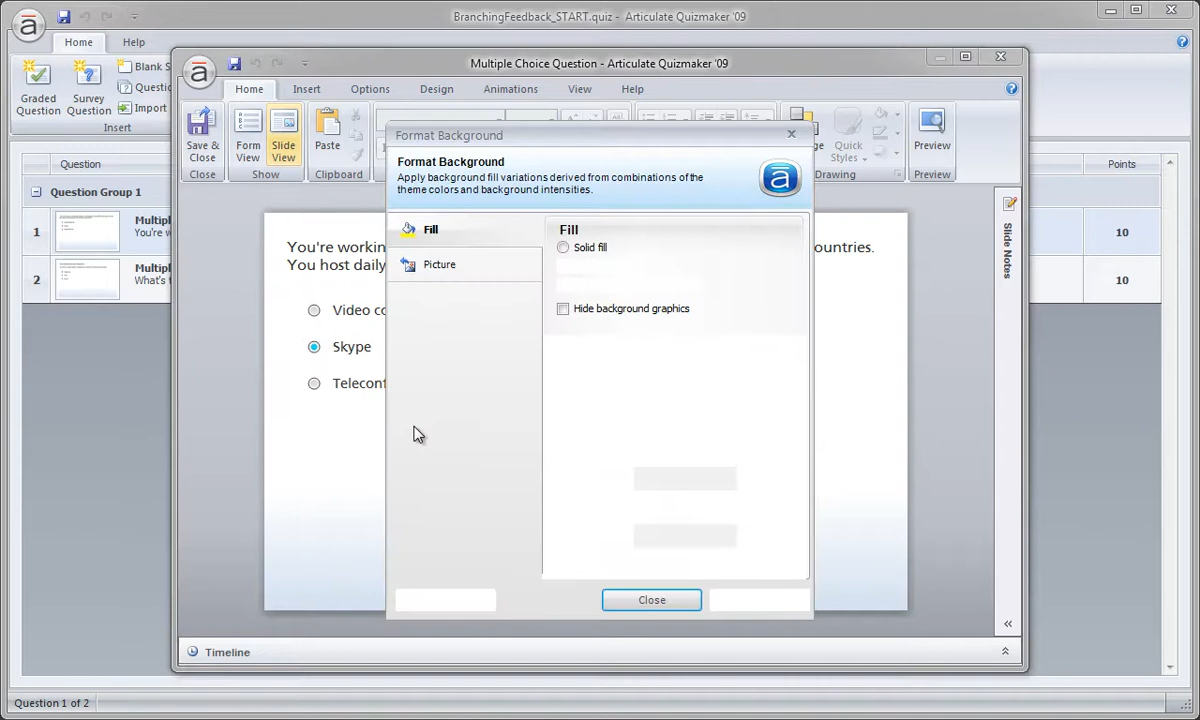 BranchingFeedback_START.quiz - Articulate Quizmaker '09
Home Help
Graded Question
Survey Question
Blank S
Questio
Import
Insert
Multiple Choice Question - Articulate Quizmaker '09
Home Insert Options Design Animations View Help
Save & Close
Close
Form View
Slide View
Show
Paste
Clipboard
Quick Styles
Drawing
Preview
Preview
Question
Points
Question Group 1
1 Multip
You're w
10
2 Multip
What's t
10
You're workin
ountries.
You host daily
Video co
Skype
Teleconf
Format Background
Format Background
Apply background fill variations derived from combinations of the
theme colors and background intensities.
Fill
Picture
Fill
Solid fill
Hide background graphics
Close
Slide Notes
Timeline
Question 1 of 2